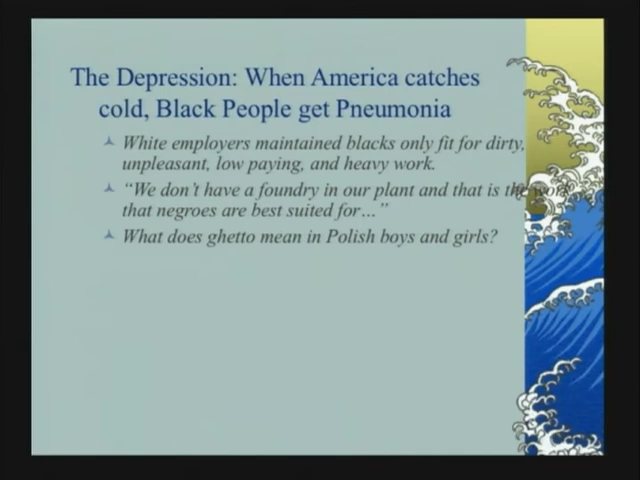 The Depression: When America catches
cold, Black People get Pneumonia
White employers maintained blacks only fit for dirty,
unpleasant, low paying, and heavy work.
“We don’t have a foundry in our plant and that is the work
that negroes are best suited for…”
What does ghetto mean in Polish boys and girls?